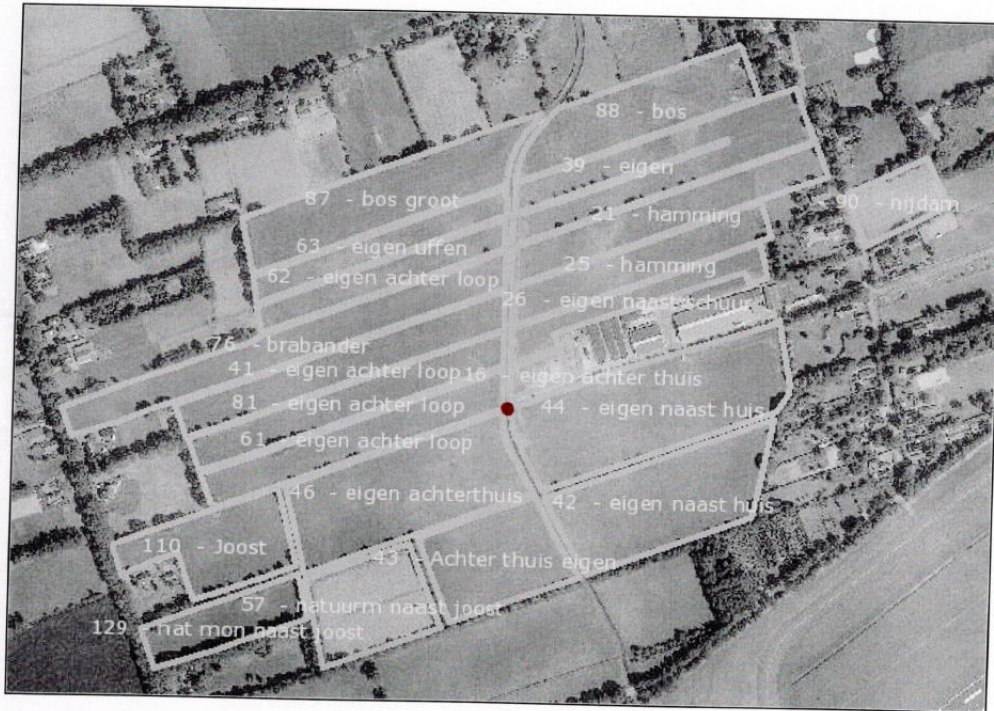 88 - bos
39 - eigen
87 - bos groot
90 - nijdam
21 - hamming
63 - eigen uffen
25 - hamming
62 - eigen achter loop
26 - eigen naast schuur
76 - brabander
41 - eigen achter loop
16 - eigen achter thuis
81 - eigen achter loop
44 - eigen naast huis
61 - eigen achter loop
46 - eigen achterthuis
42 - eigen naast huis
110 - Joost
43 - Achter thuis eigen
57 - natuurm naast joost
129 - nat mon naast joost